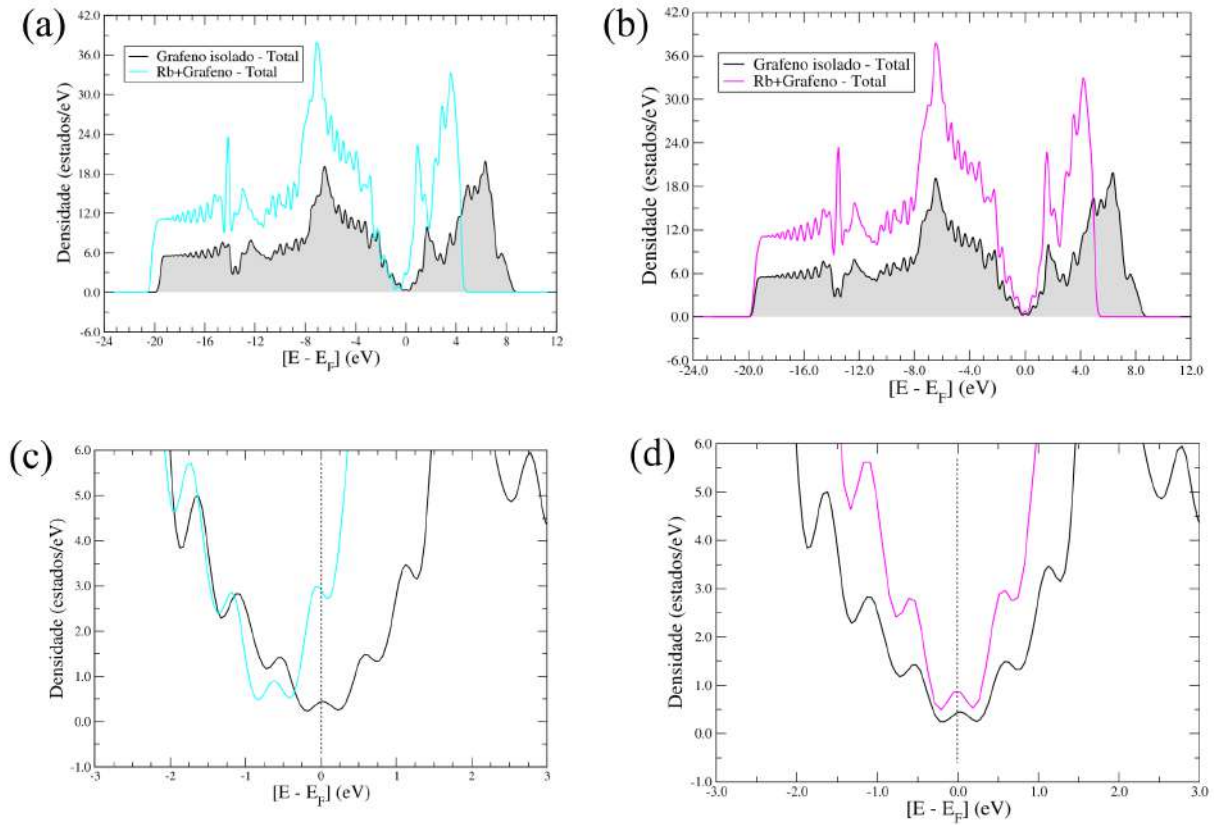 (a)
42.0
36.0
30.0
24.0
18.0
12.0
6.0
0.0
-6.0
Densidade (estados/eV)
Grafeno isolado - Total
Rb+Grafeno - Total
-24 -20 -16 -12 -8 -4 0 4 8 12
[E - E_F] (eV)
(b)
42.0
36.0
30.0
24.0
18.0
12.0
6.0
0.0
-6.0
Densidade (estados/eV)
Grafeno isolado - Total
Rb+Grafeno - Total
-24.0 -20.0 -16.0 -12.0 -8.0 -4.0 0.0 4.0 8.0 12.0
[E - E_F] (eV)
(c)
6.0
5.0
4.0
3.0
2.0
1.0
0.0
-1.0
Densidade (estados/eV)
-3 -2 -1 0 1 2 3
[E - E_F] (eV)
(d)
6.0
5.0
4.0
3.0
2.0
1.0
0.0
-1.0
Densidade (estados/eV)
-3.0 -2.0 -1.0 0.0 1.0 2.0 3.0
[E - E_F] (eV)